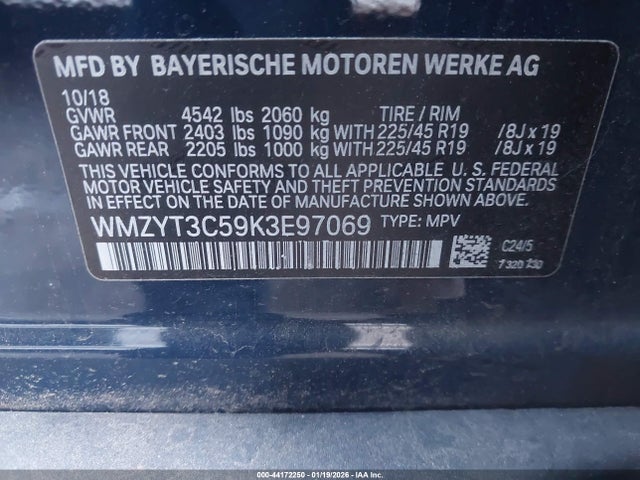 MFD BY BAYERISCHE MOTOREN WERKE AG
10/18
GVWR 4542 lbs 2060 kg TIRE / RIM
GAWR FRONT 2403 lbs 1090 kg WITH 225/45 R19 /8J x 19
GAWR REAR 2205 lbs 1000 kg WITH 225/45 R19 /8J x 19
THIS VEHICLE CONFORMS TO ALL APPLICABLE U. S. FEDERAL
MOTOR VEHICLE SAFETY AND THEFT PREVENTION
STANDARDS IN EFFECT ON THE DATE OF MANUFACTURE SHOWN ABOVE.
WMZYT3C59K3E97069 TYPE: MPV
C24/5
000-44172250 - 01/19/2026 - IAA Inc.